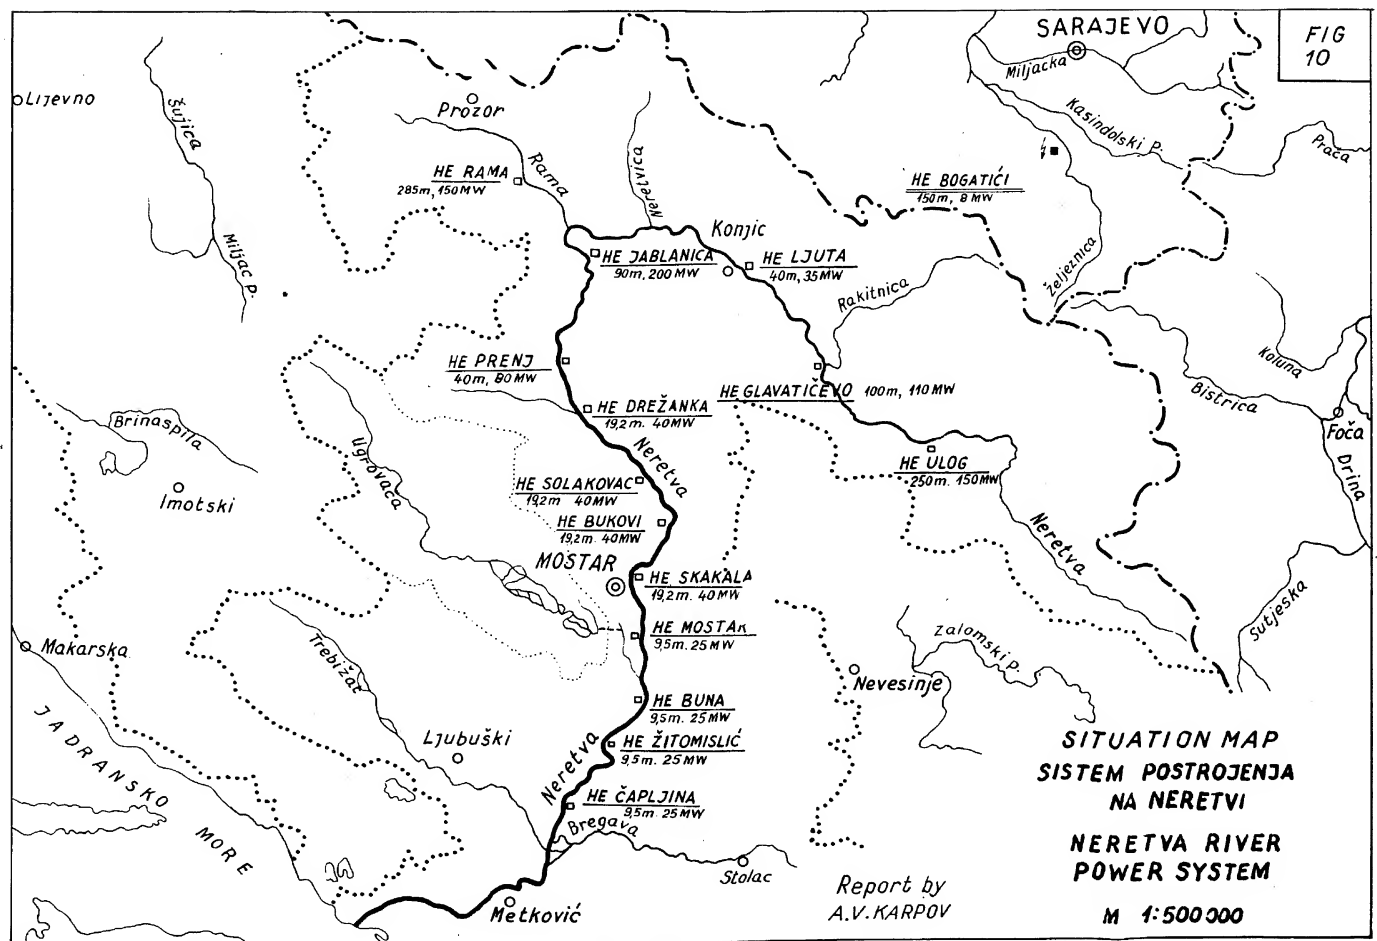 FIG
10
SARAJEVO
Miljacka
Kasindolski p.
Prača
Lijevno
Šujica
Prozor
HE RAMA
285m, 150MW
Rama
Neretvica
HE BOGATIĆI
150m, 8MW
Konjic
Miljac p.
HE JABLANICA
90m, 200MW
HE LJUTA
40m, 35MW
Rakitnica
Željeznica
Koluna
Bistrica
HE PRENJ
40m, 80MW
HE GLAVATIČEVO 100m, 110MW
HE DREŽANKA
19,2m. 40MW
Foča
Drina
Brinaspila
Ugrovača
Neretva
HE ULOG
250m. 150MW
Imotski
HE SOLAKOVAC
19,2m 40MW
HE BUKOVI
19,2m. 40MW
Neretva
MOSTAR
HE SKAKALA
19,2m. 40MW
Sutjeska
HE MOSTAR
9,5m. 25MW
Zalomski p.
Makarska
Trebižat
Nevesinje
HE BUNA
9,5m. 25MW
JADRANSKO
MORE
Ljubuški
HE ŽITOMISLIĆ
9,5m. 25MW
Neretva
HE ČAPLJINA
9,5m. 25MW
Bregava
Stolac
Metković
SITUATION MAP
SISTEM POSTROJENJA
NA NERETVI
NERETVA RIVER
POWER SYSTEM
M 1:500000
Report by
A.V. KARPOV